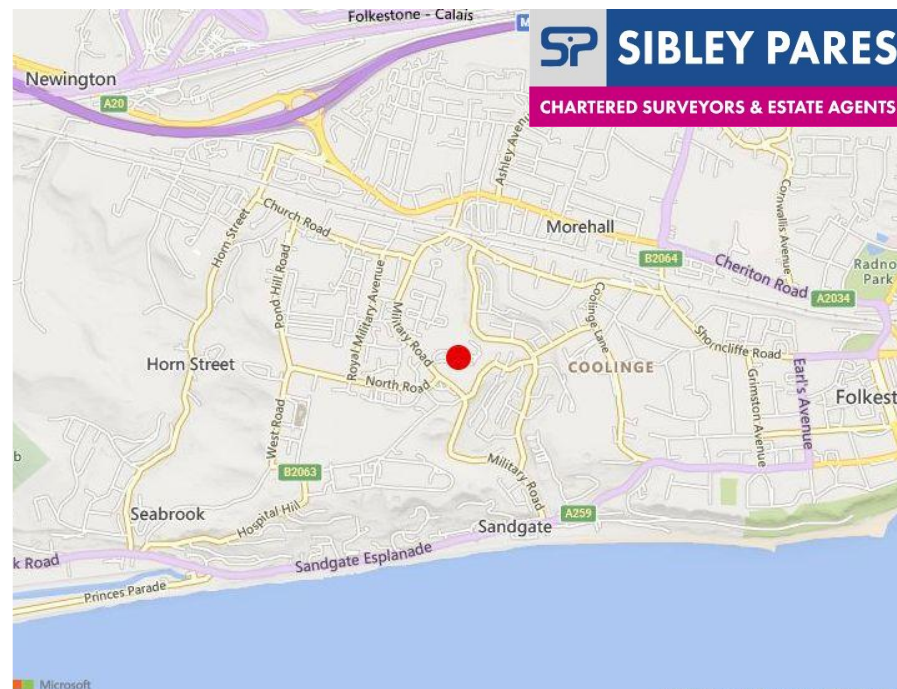 Folkestone - Calais
M
SP SIBLEY PARES
CHARTERED SURVEYORS & ESTATE AGENTS
Newington
A20
Ashley Avenue
Cornwallis Avenue
Church Road
Horn Street
Morehall
B2064
Cheriton Road
Radno
Park
A2034
Pond Hill Road
Royal Military Avenue
Military Road
Coolinge Lane
Shorncliffe Road
Horn Street
North Road
COOLINGE
Earl's Avenue
Grimston Avenue
Folkest
West Road
b
B2063
Military Road
Seabrook
Hospital Hill
A259
Sandgate
k Road
Sandgate Esplanade
Princes Parade
Microsoft